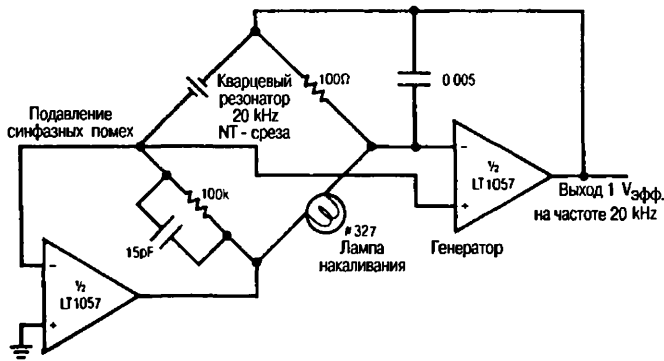 Кварцевый
резонатор
20 kHz
NT - среза
100Ω
0 005
Подавление
синфазных помех
½
LT1057
Выход 1 Vэфф.
на частоте 20 kHz
100k
15pF
#327
Лампа
накаливания
Генератор
½
LT1057